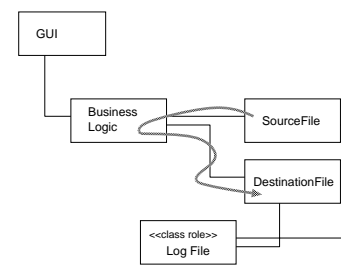 GUI
Business
Logic
SourceFile
DestinationFile
<<class role>>
Log File